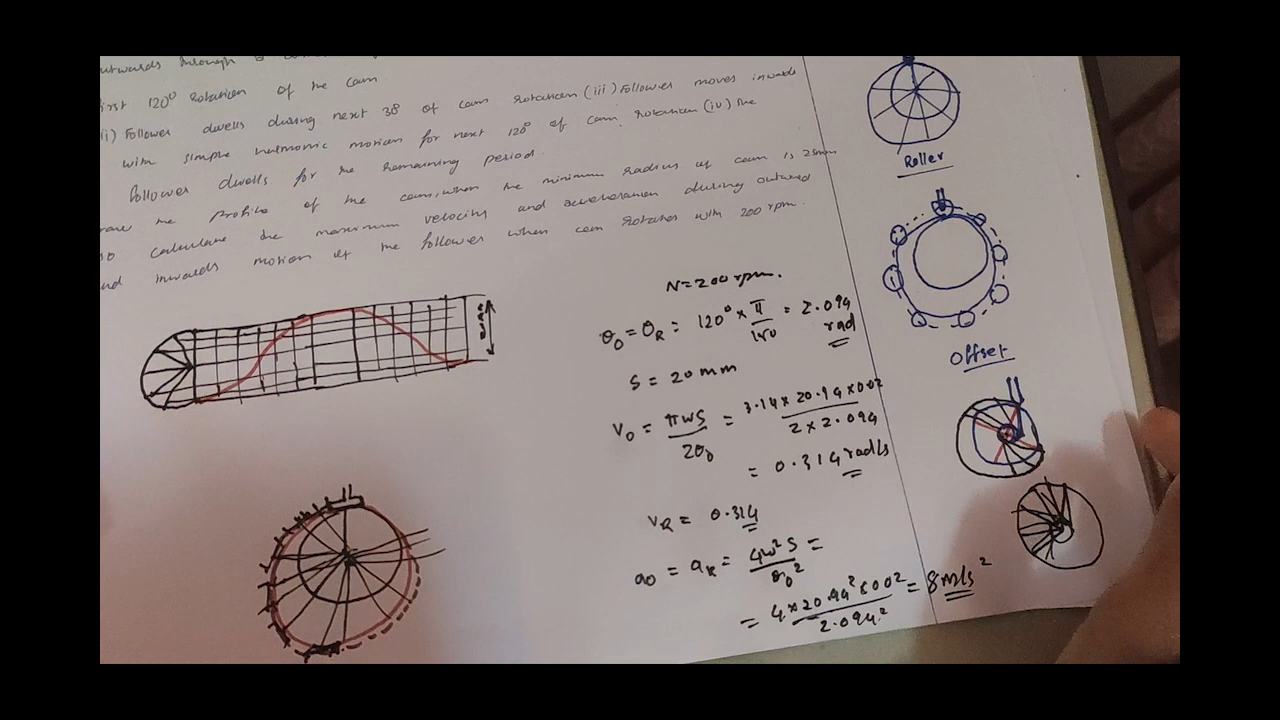 utwards through
irst 120° Rotation of the cam
(ii) Follower dwells during next 30 of cam Rotation (iii) Follower moves inwards
with simple harmonic motion for next 120° of cam Rotation (iv) The
follower dwells for the remaining period.
raw the profile of the cam, when the minimum radius of cam is 25mm
so calculate the maximum velocity and acceleration during outward
and inwards motion of the follower when cam Rotates with 200 rpm.
N = 200 rpm.
θ₀ = θR = 120° × π/180 = 2.094 rad
S = 20 mm
V₀ = πωS/2θ₀ = 3.14 × 20.94 × 0.02/2 × 2.094
= 0.314 rad/s
VR = 0.314
a₀ = aR = 4ω²S/θ₀² =
= 4 × 20.94² × 0.02/2.094² = 8 m/s²
Roller
Offset